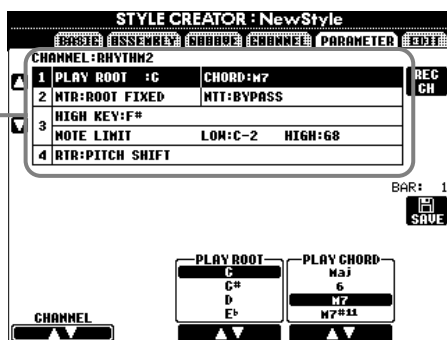 STYLE CREATOR : NewStyle
BASIC ASSEMBLY GROOVE CHANNEL PARAMETER EDIT
CHANNEL:RHYTHM2
1 PLAY ROOT :C CHORD:M7
2 NTR:ROOT FIXED NTT:BYPASS
3 HIGH KEY:F#
NOTE LIMIT LOW:C-2 HIGH:G8
4 RTR:PITCH SHIFT
REC
CH
BAR: 1
SAVE
PLAY ROOT
C
C#
D
E♭
PLAY CHORD
Maj
6
M7
M7#11
CHANNEL